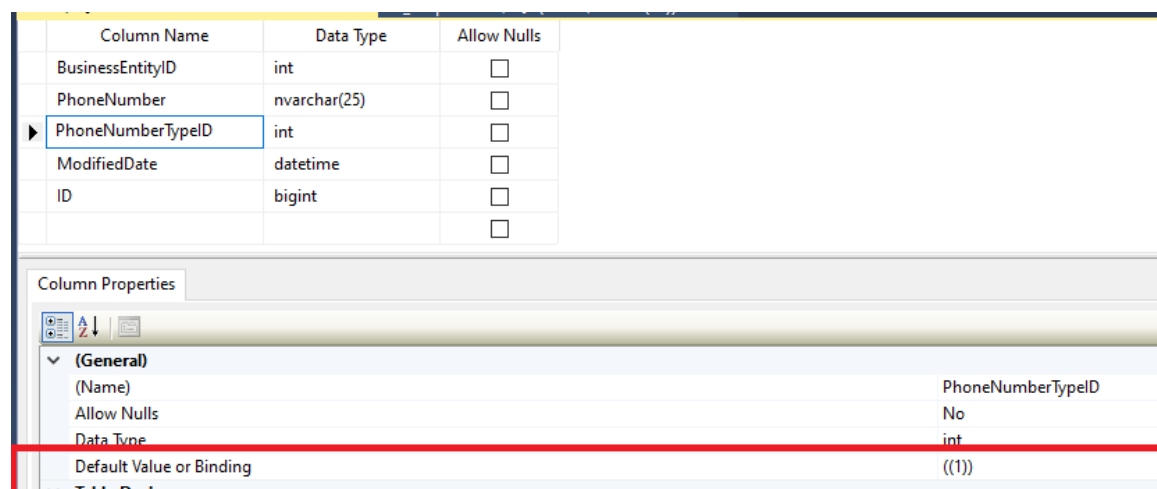 Column Name Data Type Allow Nulls
BusinessEntityID int
PhoneNumber nvarchar(25)
PhoneNumberTypeID int
ModifiedDate datetime
ID bigint
Column Properties
(General)
(Name) PhoneNumberTypeID
Allow Nulls No
Data Type int
Default Value or Binding ((1))